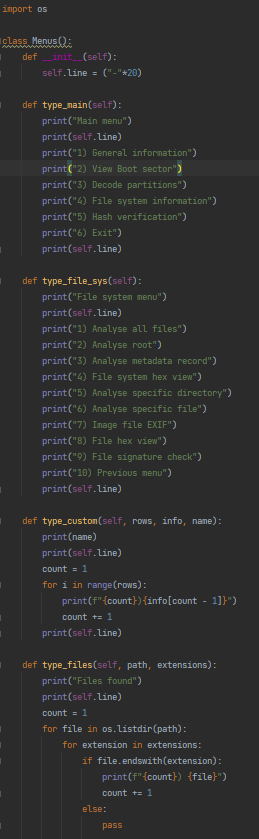 import os
class Menus():
def __init__(self):
self.line = ("-"*20)
def type_main(self):
print("Main menu")
print(self.line)
print("1) General information")
print("2) View Boot sector")
print("3) Decode partitions")
print("4) File system information")
print("5) Hash verification")
print("6) Exit")
print(self.line)
def type_file_sys(self):
print("File system menu")
print(self.line)
print("1) Analyse all files")
print("2) Analyse root")
print("3) Analyse metadata record")
print("4) File system hex view")
print("5) Analyse specific directory")
print("6) Analyse specific file")
print("7) Image file EXIF")
print("8) File hex view")
print("9) File signature check")
print("10) Previous menu")
print(self.line)
def type_custom(self, rows, info, name):
print(name)
print(self.line)
count = 1
for i in range(rows):
print(f"{count}){info[count - 1]}")
count += 1
print(self.line)
def type_files(self, path, extensions):
print("Files found")
print(self.line)
count = 1
for file in os.listdir(path):
for extension in extensions:
if file.endswith(extension):
print(f"{count}) {file}")
count += 1
else:
pass